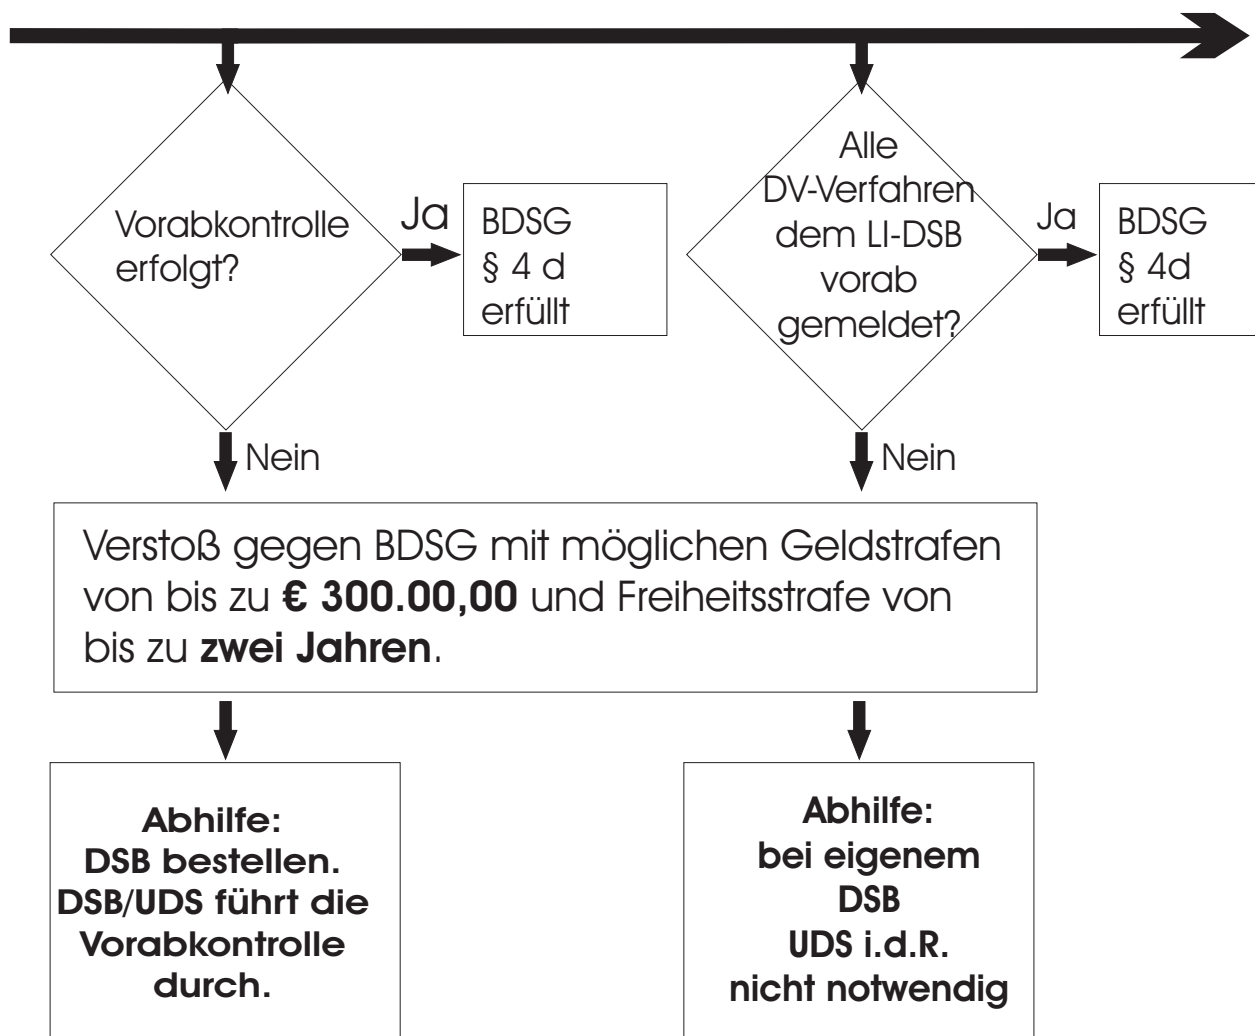 Vorabkontrolle
erfolgt?
Ja
BDSG
§ 4 d
erfüllt
Alle
DV-Verfahren
dem LI-DSB
vorab
gemeldet?
Ja
BDSG
§ 4d
erfüllt
Nein
Nein
Verstoß gegen BDSG mit möglichen Geldstrafen
von bis zu € 300.00,00 und Freiheitsstrafe von
bis zu zwei Jahren.
Abhilfe:
DSB bestellen.
DSB/UDS führt die
Vorabkontrolle
durch.
Abhilfe:
bei eigenem
DSB
UDS i.d.R.
nicht notwendig